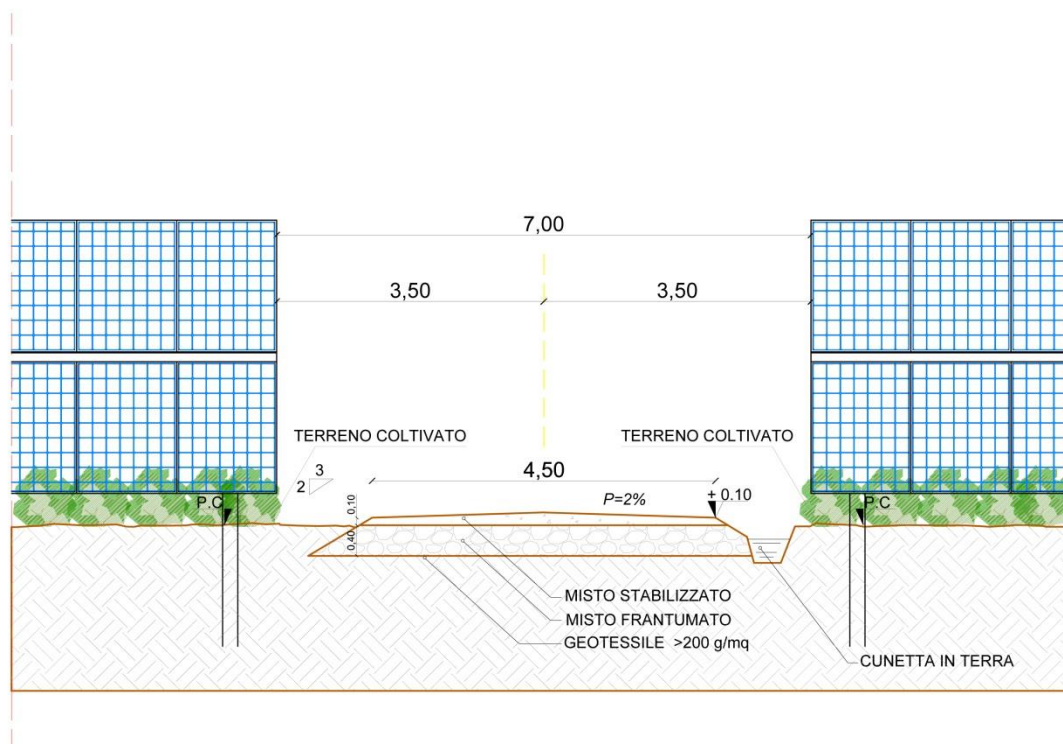 7,00
3,50
3,50
TERRENO COLTIVATO
TERRENO COLTIVATO
3
2
4,50
P=2%
+ 0.10
P.C
P.C
0,10
0,40
MISTO STABILIZZATO
MISTO FRANTUMATO
GEOTESSILE >200 g/mq
CUNETTA IN TERRA